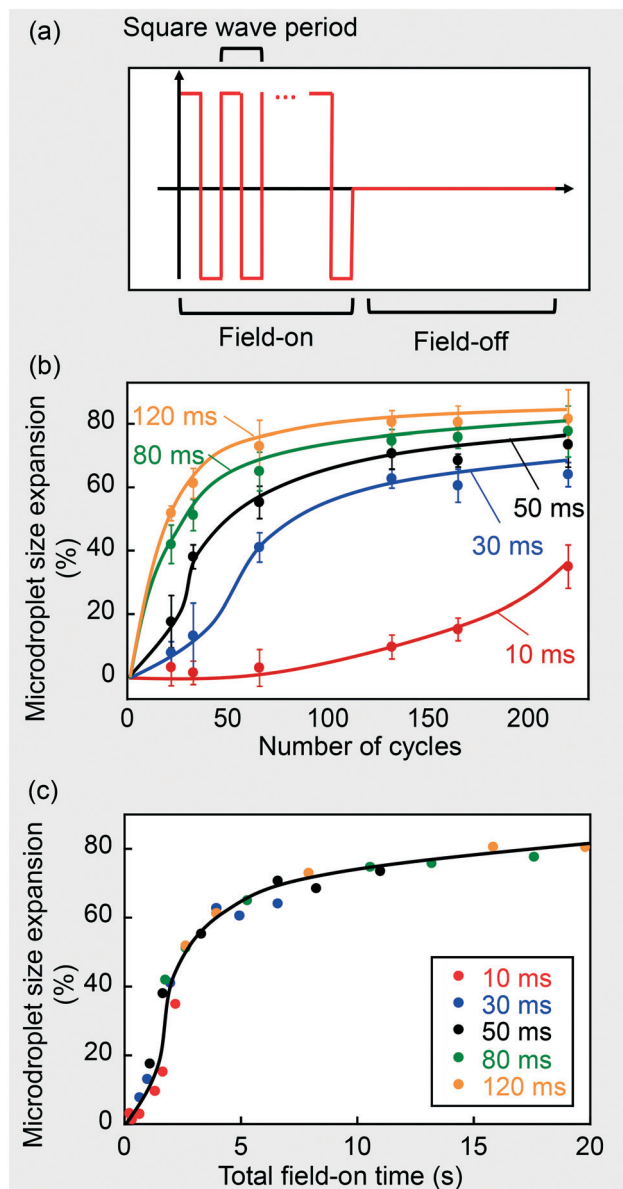 (a)
Square wave period
...
Field-on
Field-off
(b)
Microdroplet size expansion
(%)
80
60
40
20
0
120 ms
80 ms
50 ms
30 ms
10 ms
0
50
100
150
200
Number of cycles
(c)
Microdroplet size expansion
(%)
80
60
40
20
0
10 ms
30 ms
50 ms
80 ms
120 ms
0
5
10
15
20
Total field-on time (s)